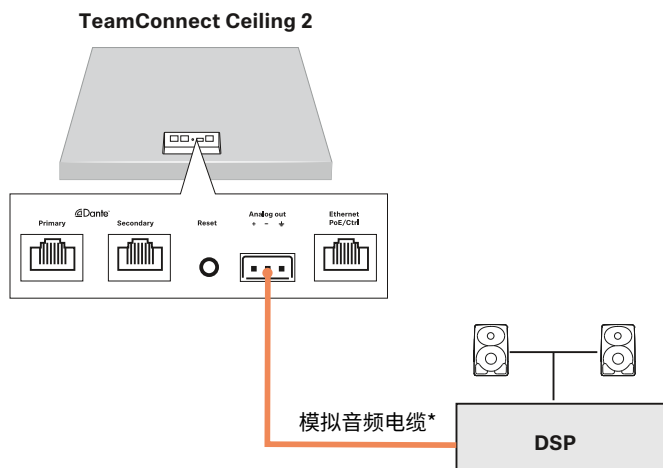 TeamConnect Ceiling 2
Dante
Primary Secondary Reset Analog out Ethernet PoE/Ctrl
+ -
模拟音频电缆*
DSP